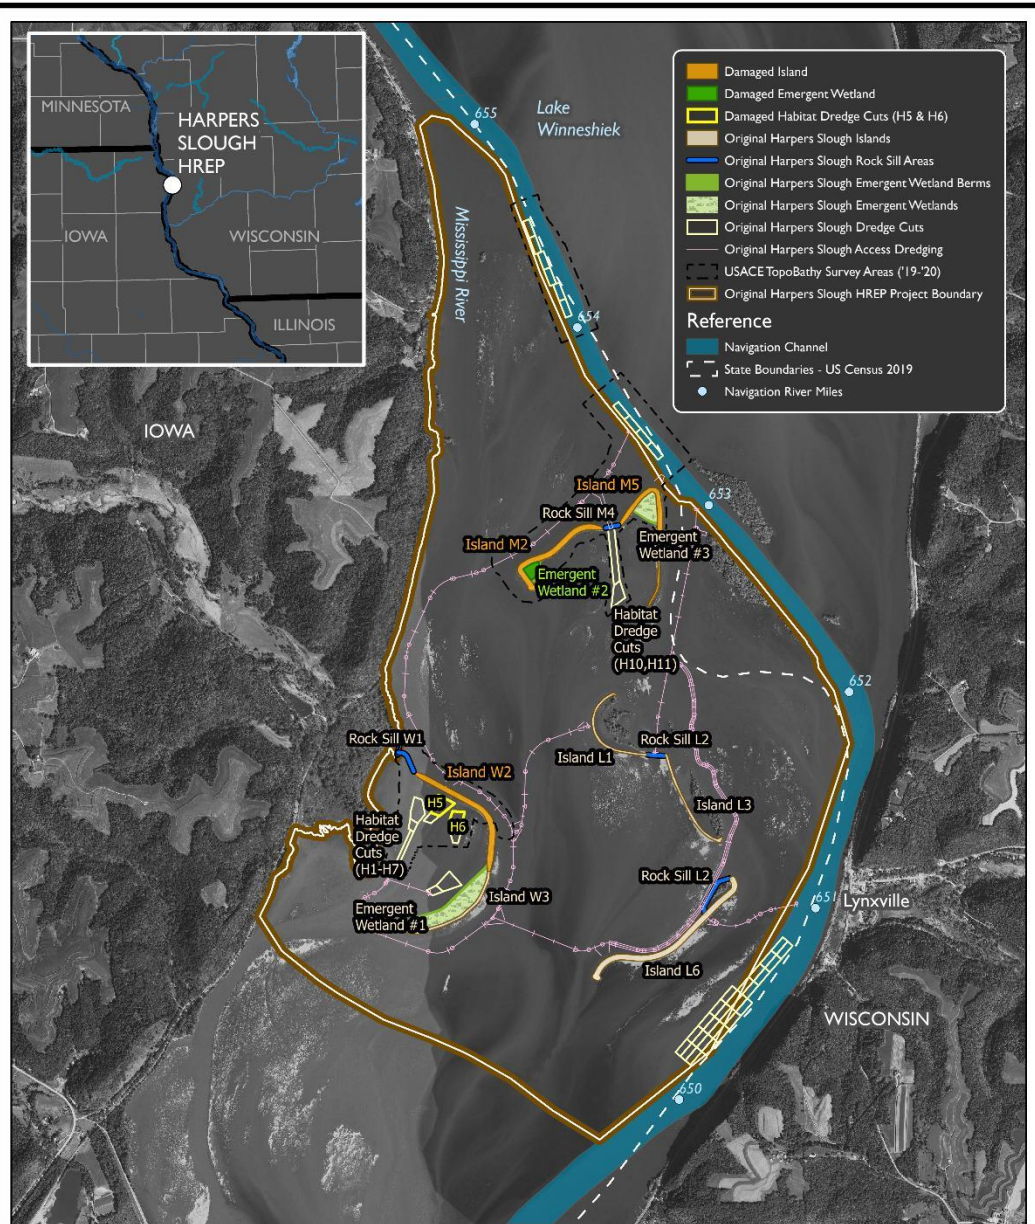 MINNESOTA
HARPERS
SLOUGH
HREP
IOWA
WISCONSIN
ILLINOIS
Damaged Island
Damaged Emergent Wetland
Damaged Habitat Dredge Cuts (H5 & H6)
Original Harpers Slough Islands
Original Harpers Slough Rock Sill Areas
Original Harpers Slough Emergent Wetland Berms
Original Harpers Slough Emergent Wetlands
Original Harpers Slough Dredge Cuts
Original Harpers Slough Access Dredging
USACE TopoBathy Survey Areas ('19-'20)
Original Harpers Slough HREP Project Boundary
Reference
Navigation Channel
State Boundaries - US Census 2019
Navigation River Miles
655
Lake
Winneshiek
Mississippi River
654
IOWA
653
Island M5
Rock Sill M4
Island M2
Emergent
Wetland #3
Emergent
Wetland #2
Habitat
Dredge
Cuts
(H10,H11)
652
Rock Sill W1
Rock Sill L2
Island L1
Island W2
Island L3
H5
H6
Habitat
Dredge
Cuts
(H1-H7)
Rock Sill L2
Island W3
651
Lynxville
Emergent
Wetland #1
Island L6
WISCONSIN
650